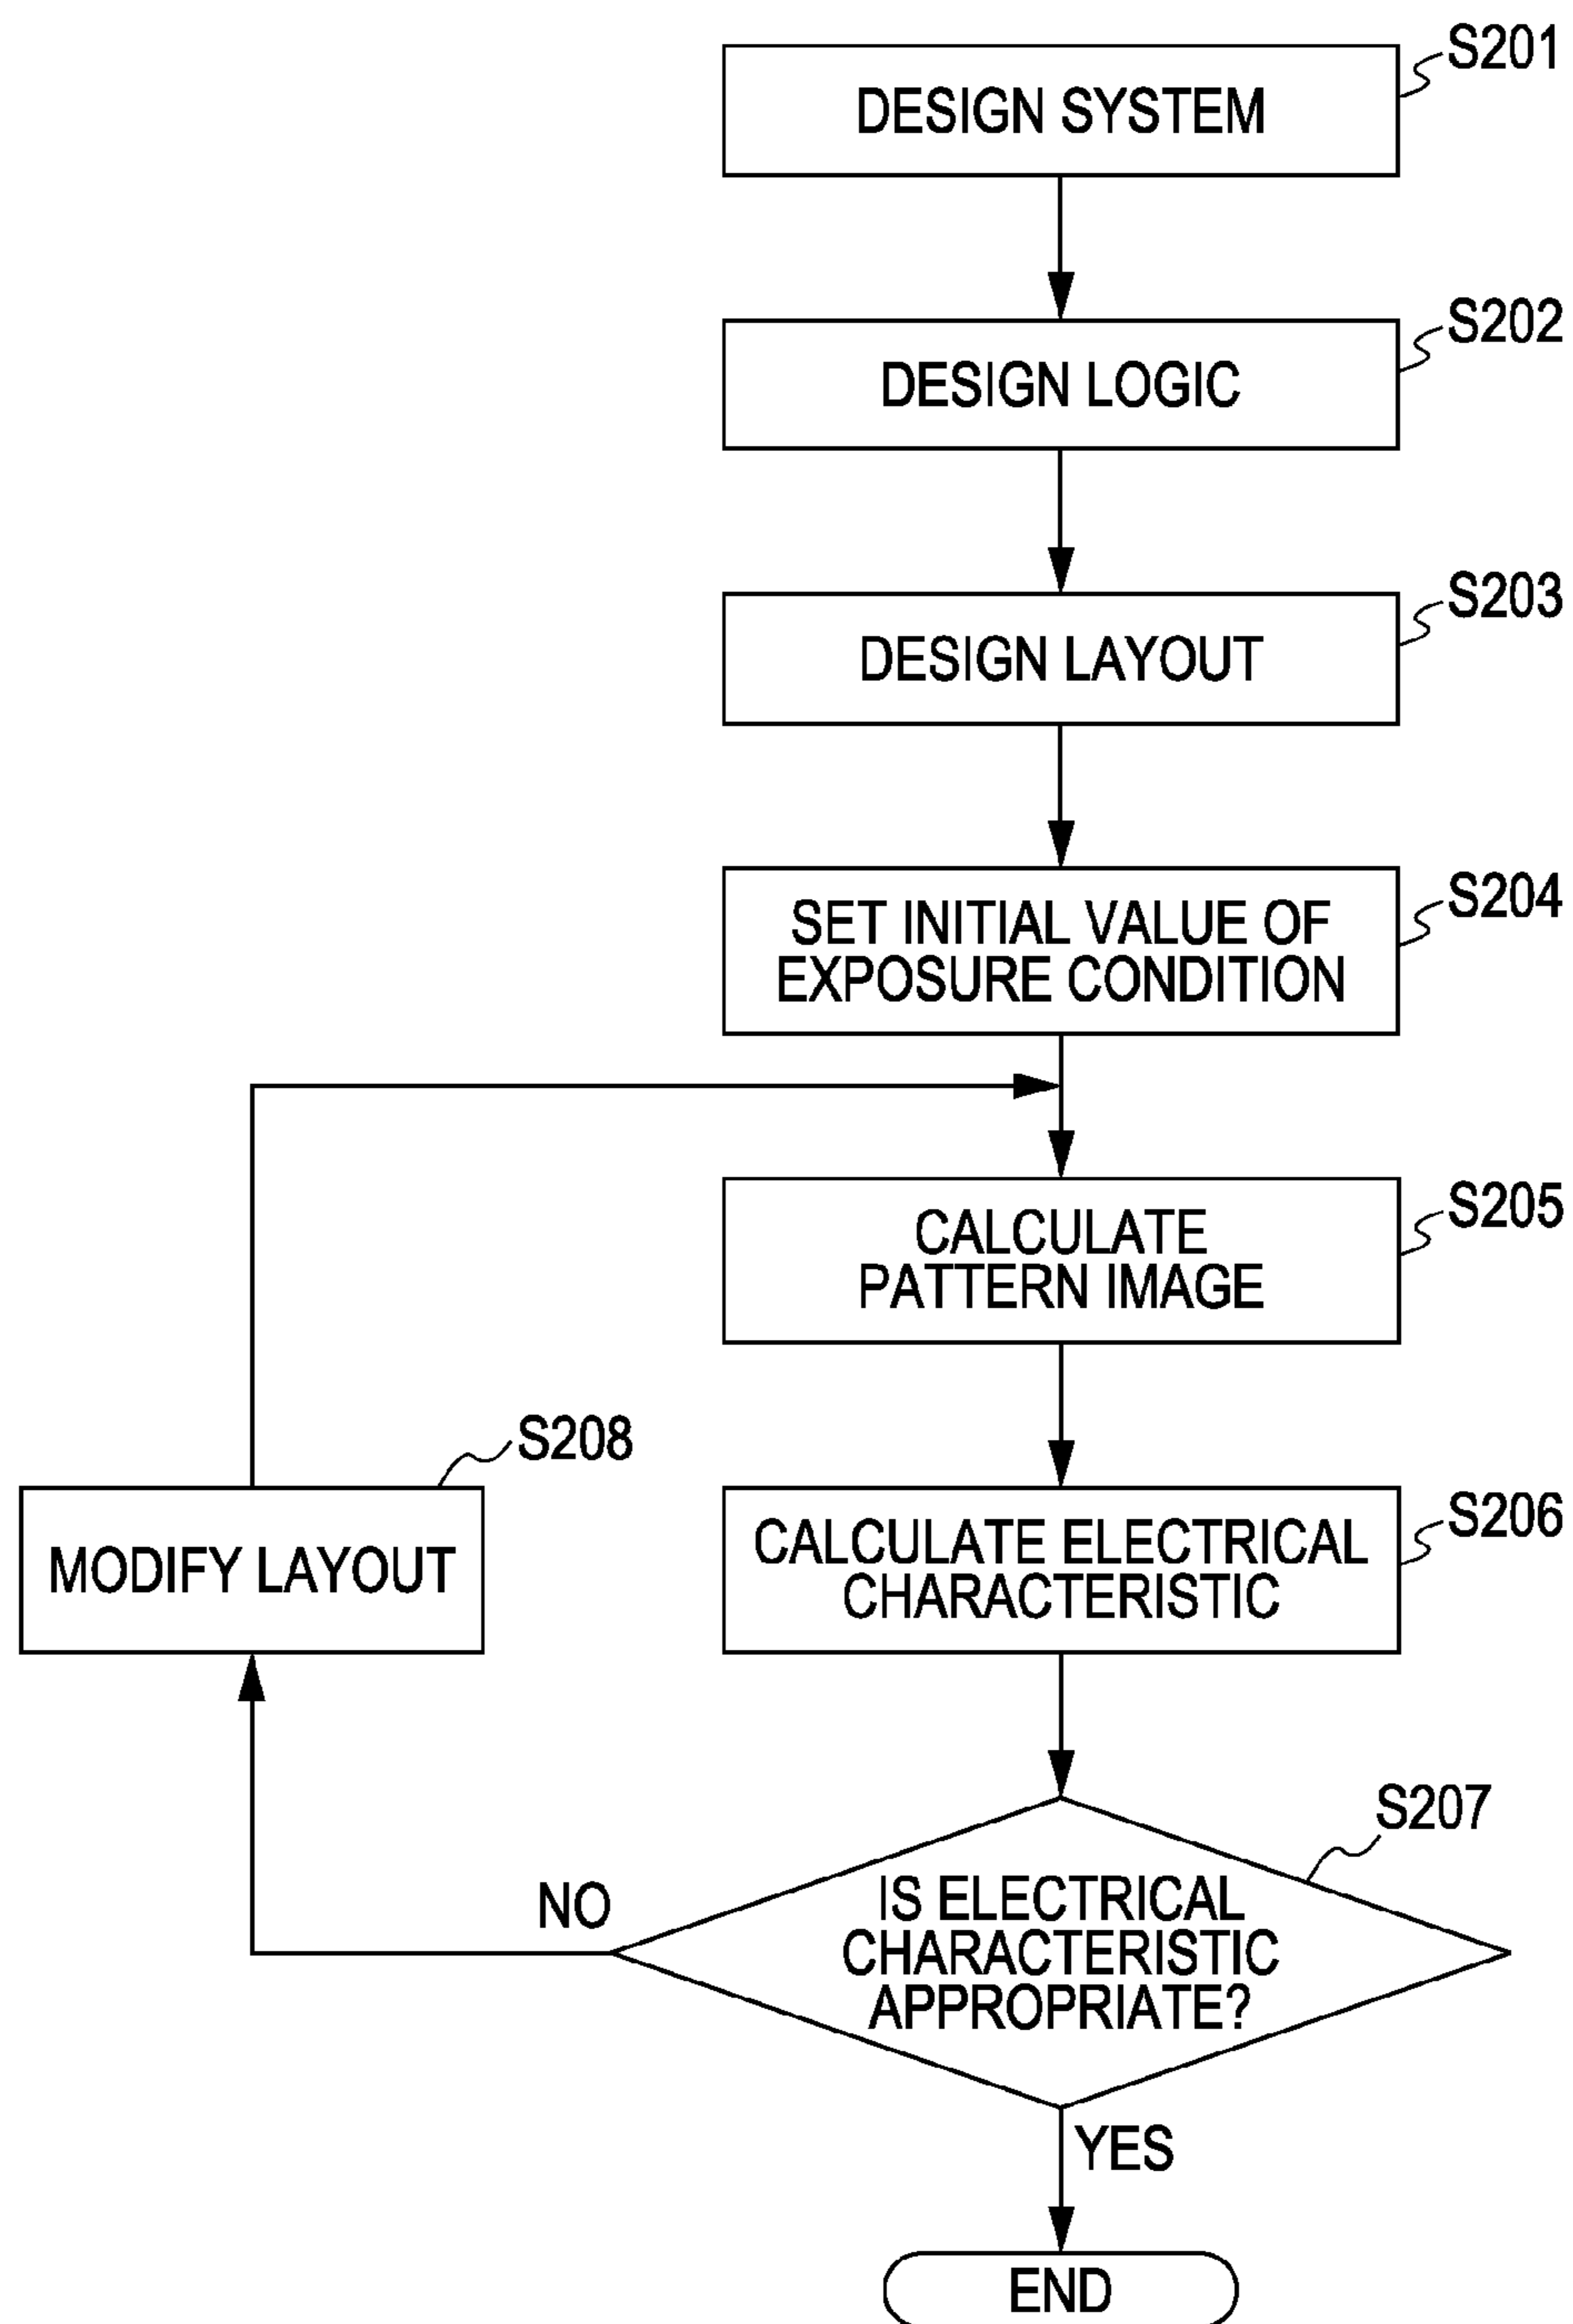 S201
DESIGN SYSTEM
S202
DESIGN LOGIC
S203
DESIGN LAYOUT
S204
SET INITIAL VALUE OF
EXPOSURE CONDITION
S205
CALCULATE
PATTERN IMAGE
S208
MODIFY LAYOUT
S206
CALCULATE ELECTRICAL
CHARACTERISTIC
S207
IS ELECTRICAL
CHARACTERISTIC
APPROPRIATE?
NO
YES
END